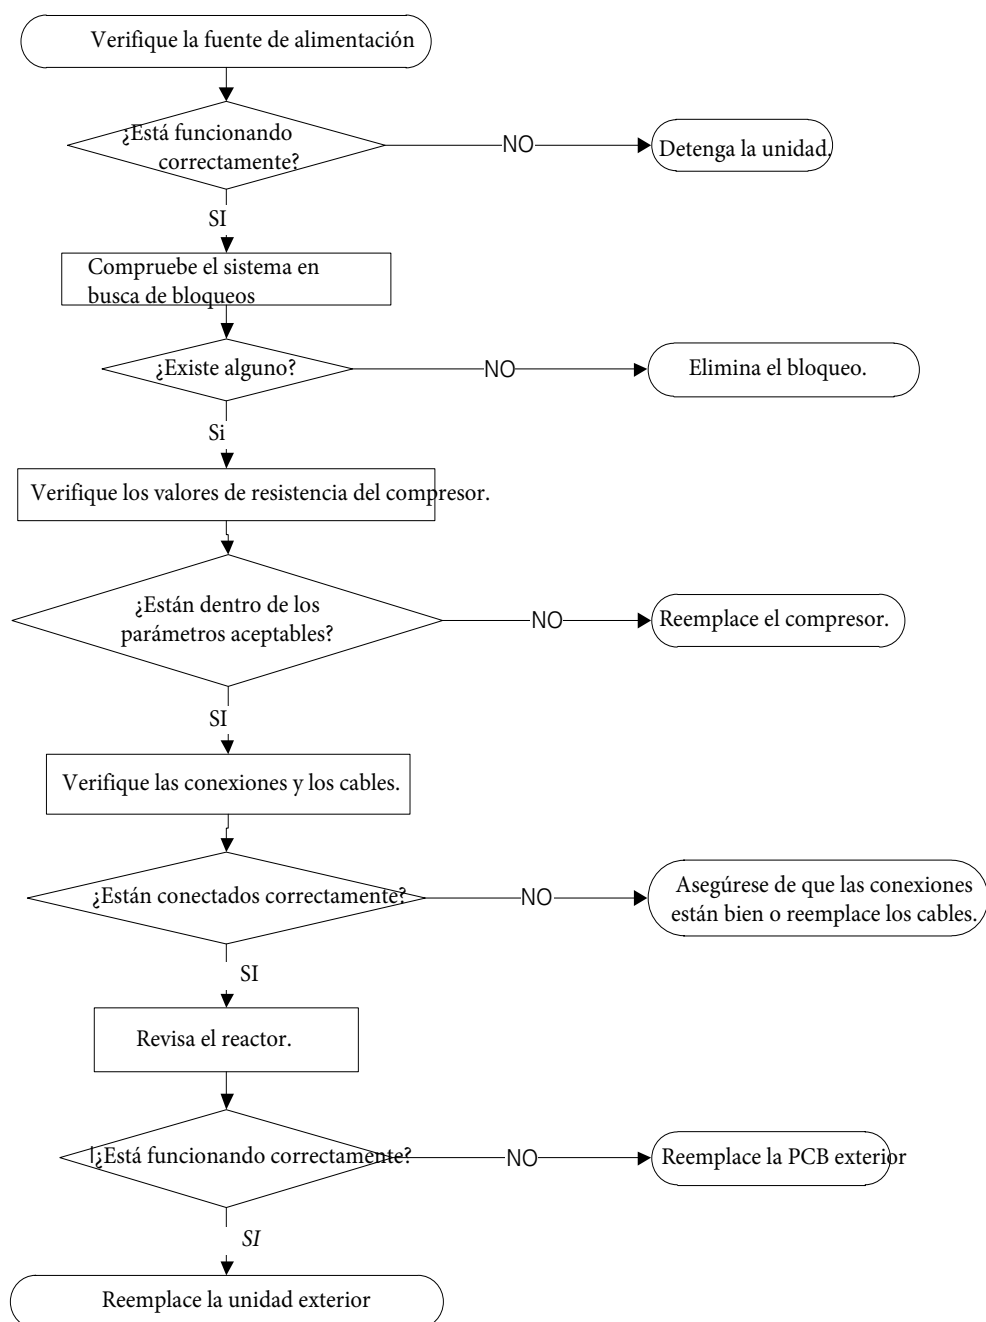 Verifique la fuente de alimentación
¿Está funcionando
correctamente?
NO
Detenga la unidad.
SI
Compruebe el sistema en
busca de bloqueos
¿Existe alguno?
NO
Elimina el bloqueo.
Si
Verifique los valores de resistencia del compresor.
¿Están dentro de los
parámetros aceptables?
NO
Reemplace el compresor.
SI
Verifique las conexiones y los cables.
¿Están conectados correctamente?
NO
Asegúrese de que las conexiones
están bien o reemplace los cables.
SI
Revisa el reactor.
¿Está funcionando correctamente?
NO
Reemplace la PCB exterior
SI
Reemplace la unidad exterior